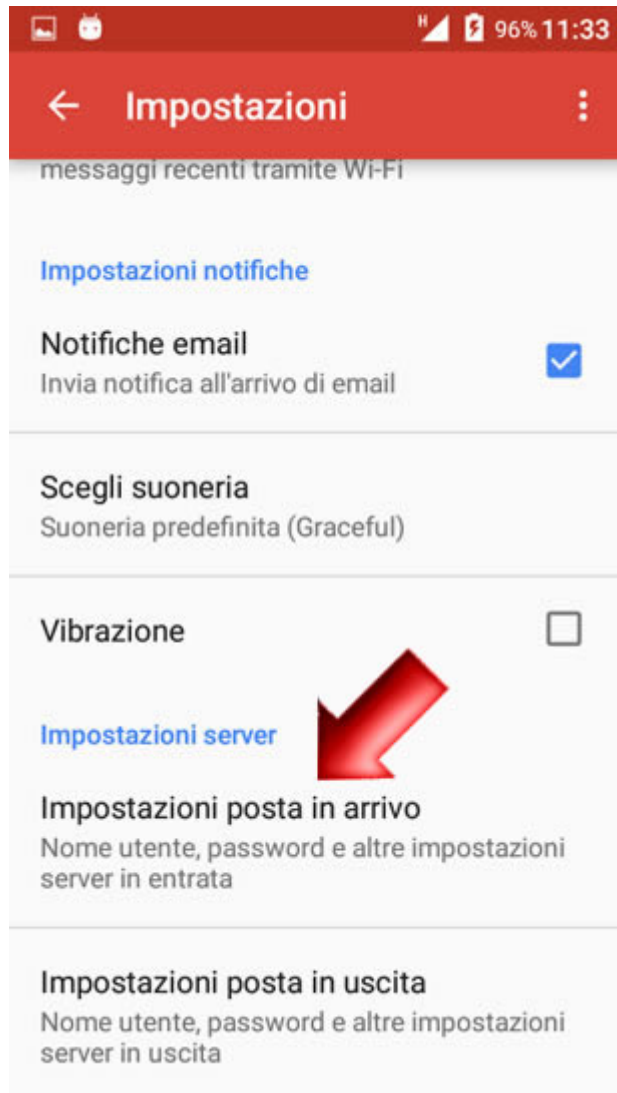 H 96% 11:33
Impostazioni
messaggi recenti tramite Wi-Fi
Impostazioni notifiche
Notifiche email
Invia notifica all'arrivo di email
Scegli suoneria
Suoneria predefinita (Graceful)
Vibrazione
Impostazioni server
Impostazioni posta in arrivo
Nome utente, password e altre impostazioni
server in entrata
Impostazioni posta in uscita
Nome utente, password e altre impostazioni
server in uscita